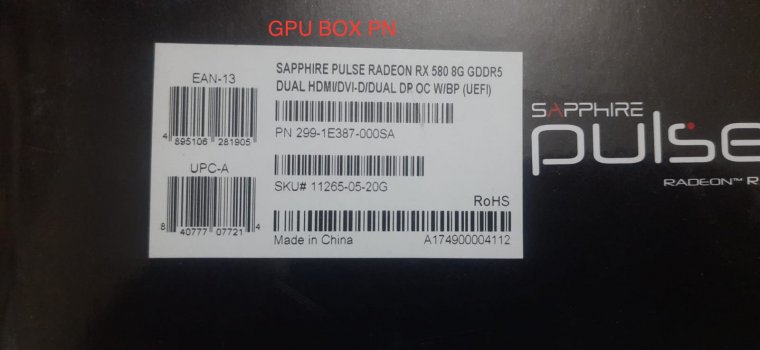 GPU BOX PN
EAN-13
4 895106 281905
UPC-A
8 40777 07721 4
SAPPHIRE PULSE RADEON RX 580 8G GDDR5
DUAL HDMI/DVI-D/DUAL DP OC W/BP (UEFI)
PN 299-1E387-000SA
SKU# 11265-05-20G
RoHS
Made in China
A174900004112
SAPPHIRE
pulse
RADEON™ R